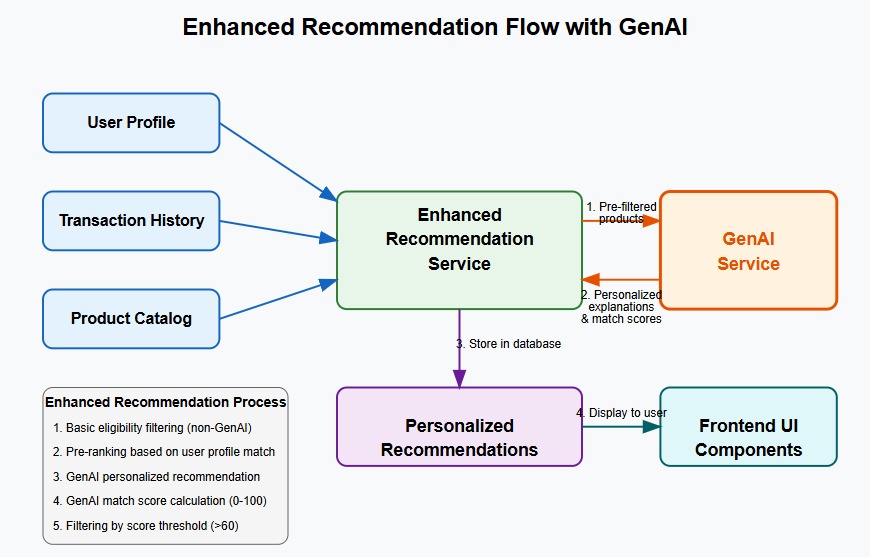 Enhanced Recommendation Flow with GenAI
User Profile
Transaction History
Product Catalog
Enhanced
Recommendation
Service
1. Pre-filtered
products
GenAI
Service
2. Personalized
explanations
& match scores
3. Store in database
Personalized
Recommendations
4. Display to user
Frontend UI
Components
Enhanced Recommendation Process
1. Basic eligibility filtering (non-GenAI)
2. Pre-ranking based on user profile match
3. GenAI personalized recommendation
4. GenAI match score calculation (0-100)
5. Filtering by score threshold (>60)